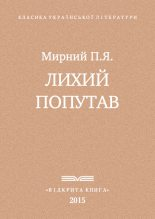 КЛАСИКА УКРАЇНСЬКОЇ ЛІТЕРАТУРИ
Мирний П.Я.
ЛИХИЙ
ПОПУТАВ
«ВІДКРИТА КНИГА»
2015